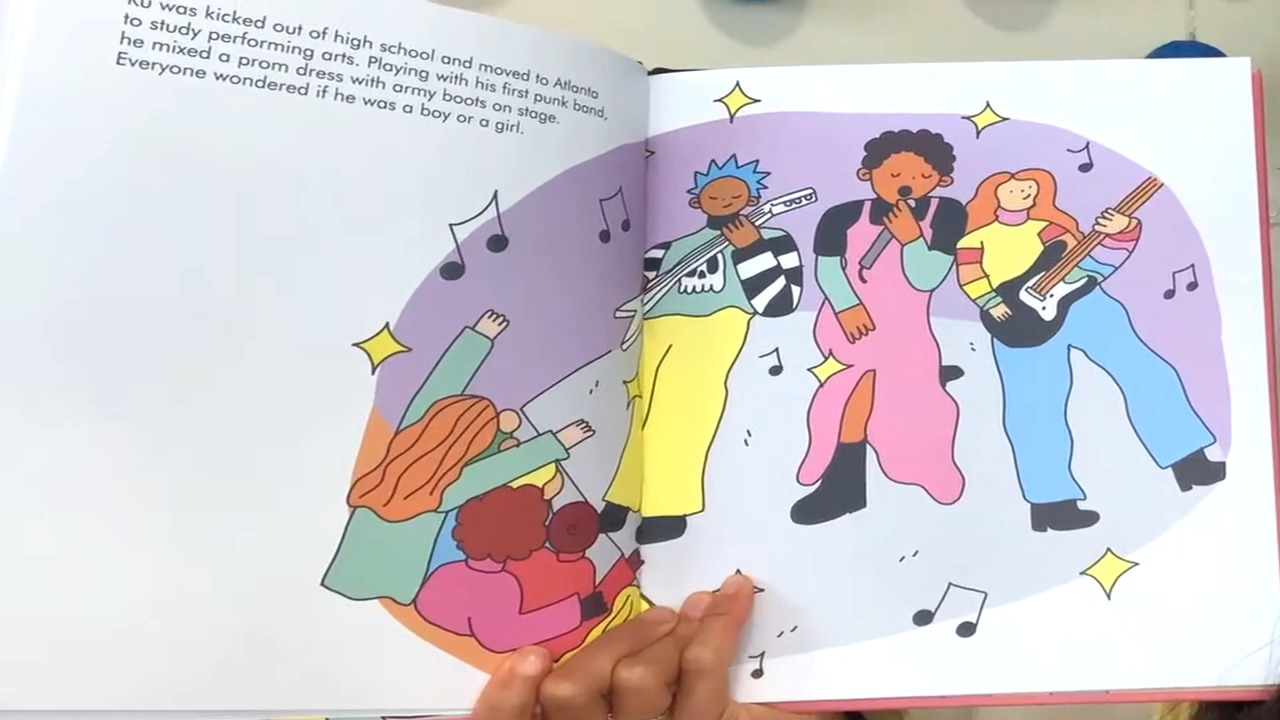 Ru was kicked out of high school and moved to Atlanta
to study performing arts. Playing with his first punk band,
he mixed a prom dress with army boots on stage.
Everyone wondered if he was a boy or a girl.